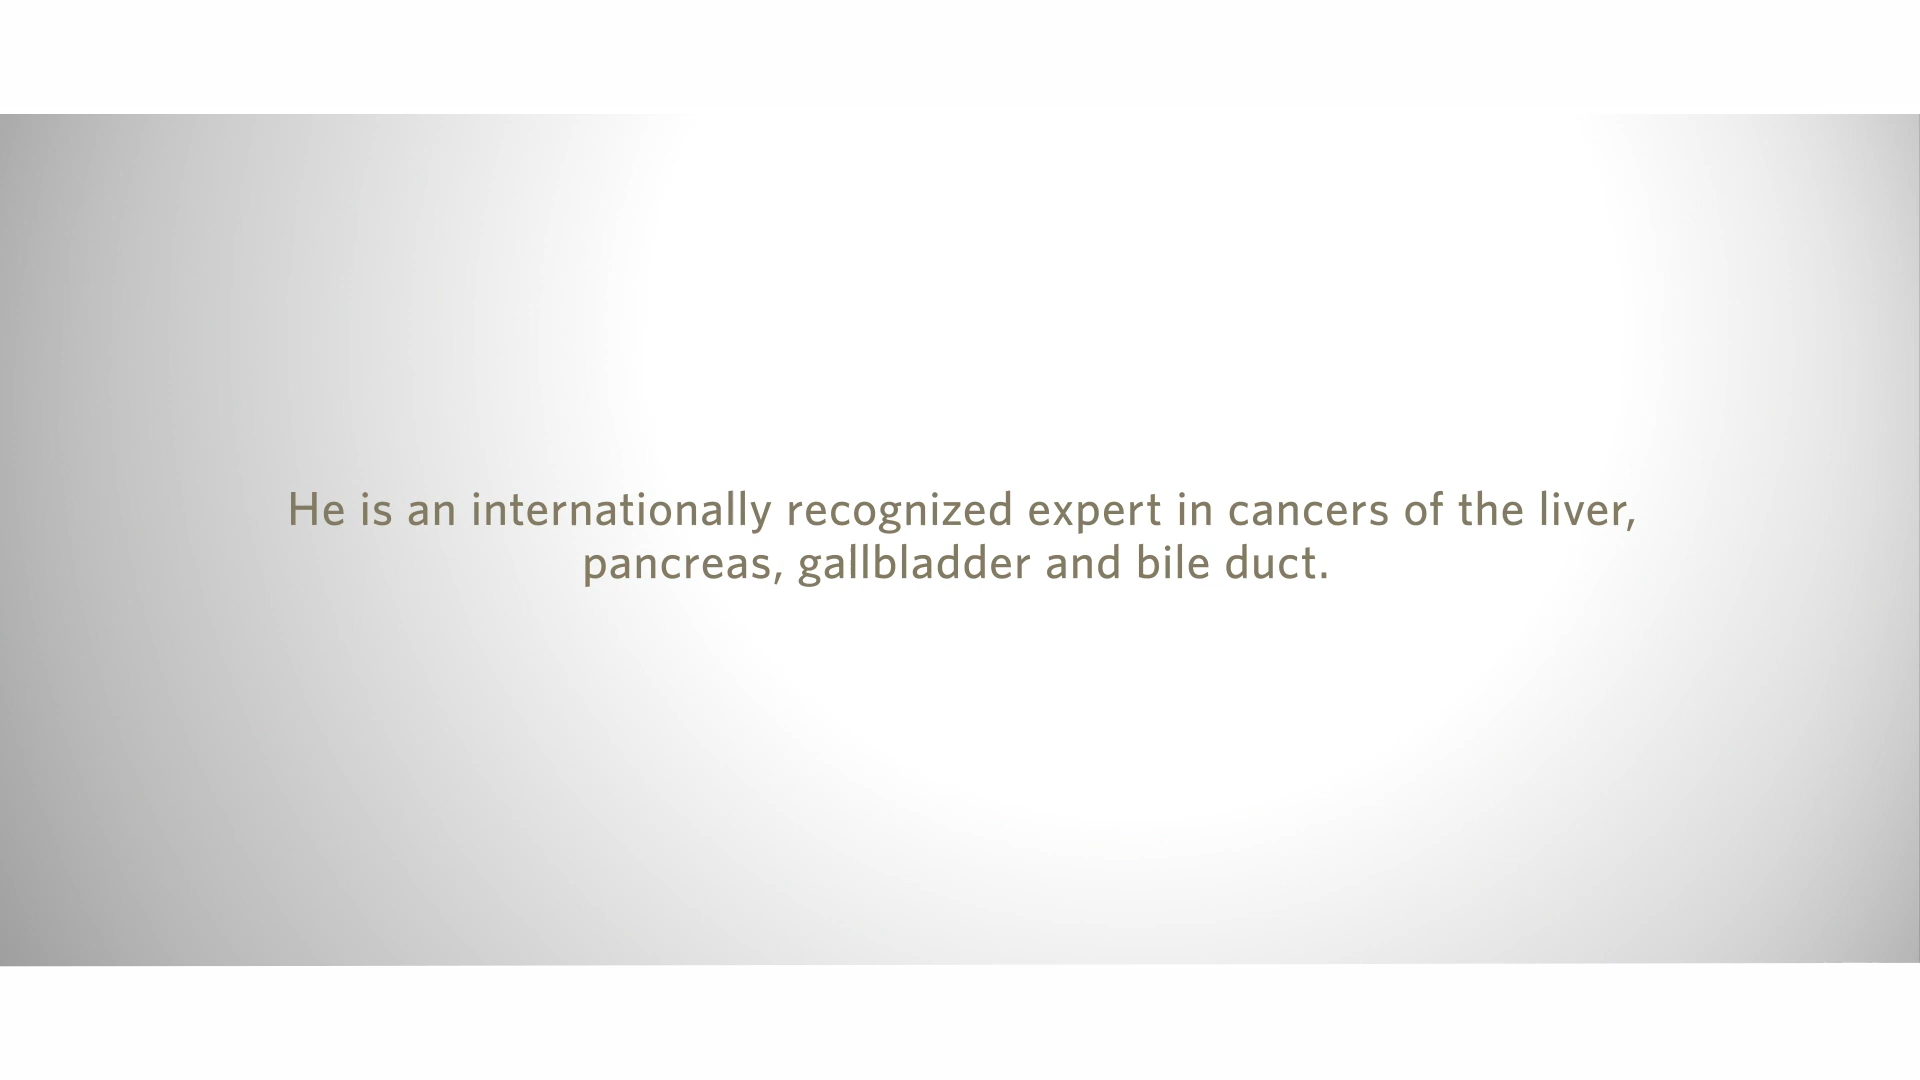 He is an internationally recognized expert in cancers of the liver,
pancreas, gallbladder and bile duct.